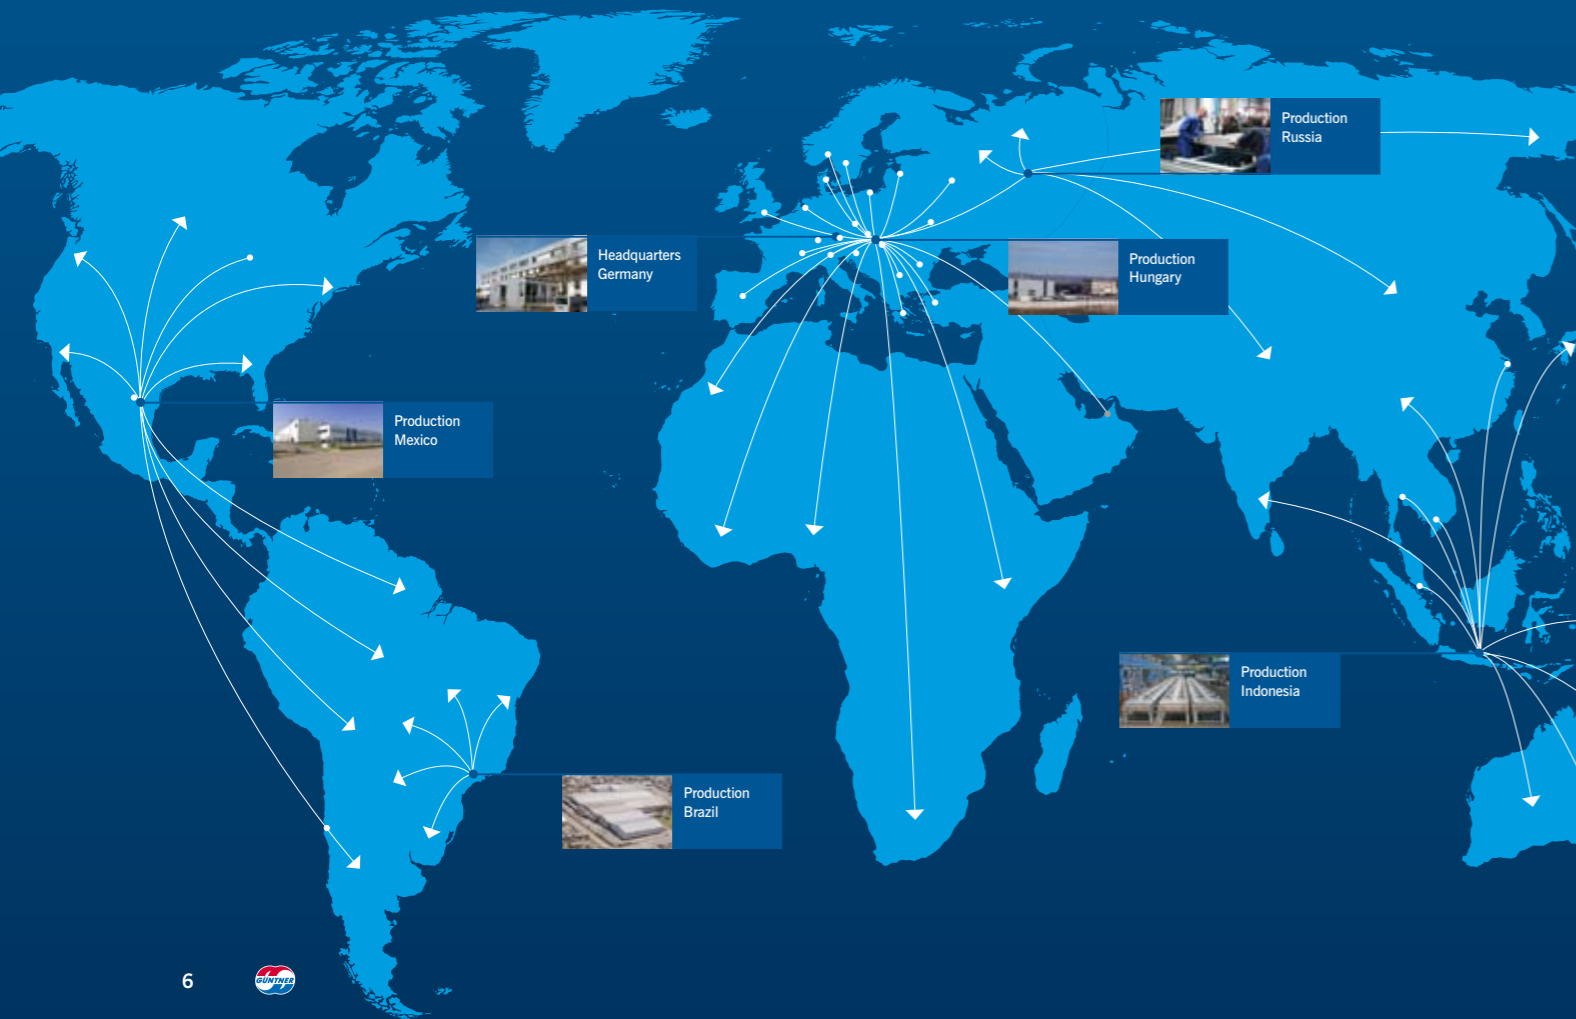 Production
Russia
Headquarters
Germany
Production
Hungary
Production
Mexico
Production
Indonesia
Production
Brazil
6
GÜNTNER